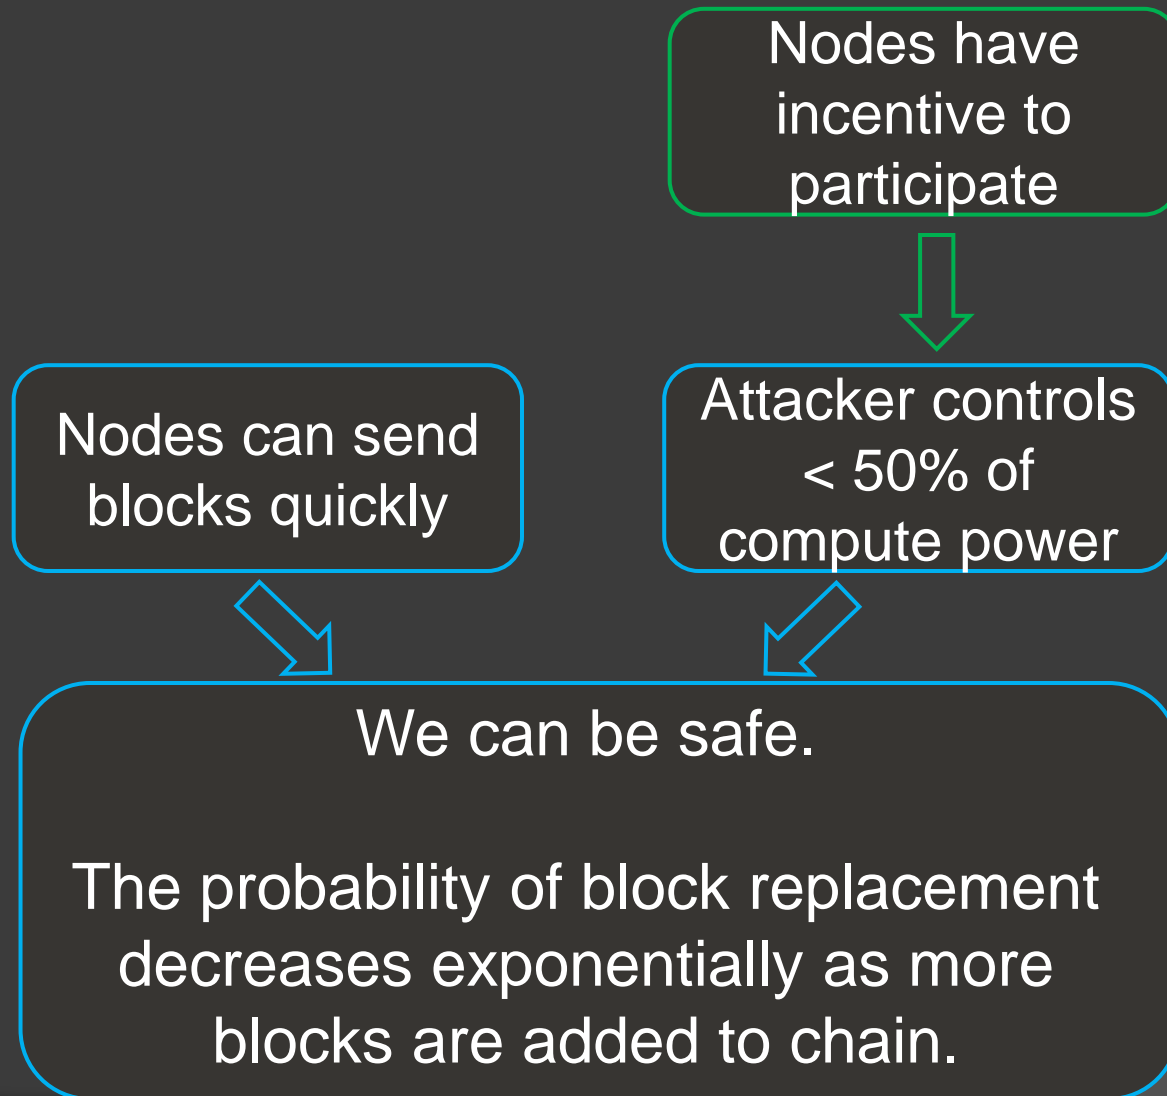 Nodes have
incentive to
participate
Nodes can send
blocks quickly
Attacker controls
< 50% of
compute power
We can be safe.
The probability of block replacement
decreases exponentially as more
blocks are added to chain.